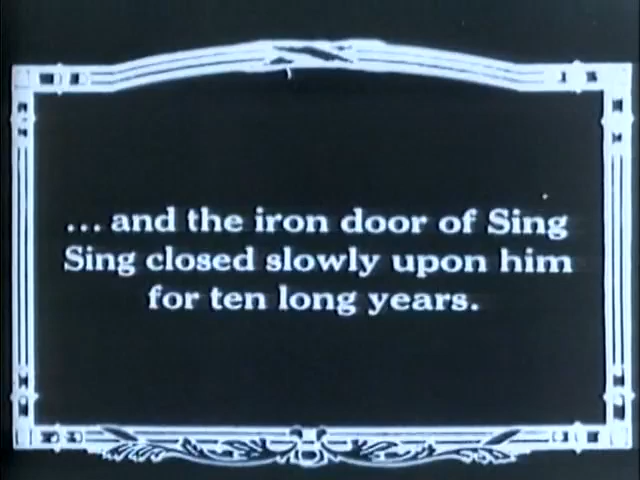 ... and the iron door of Sing
Sing closed slowly upon him
for ten long years.